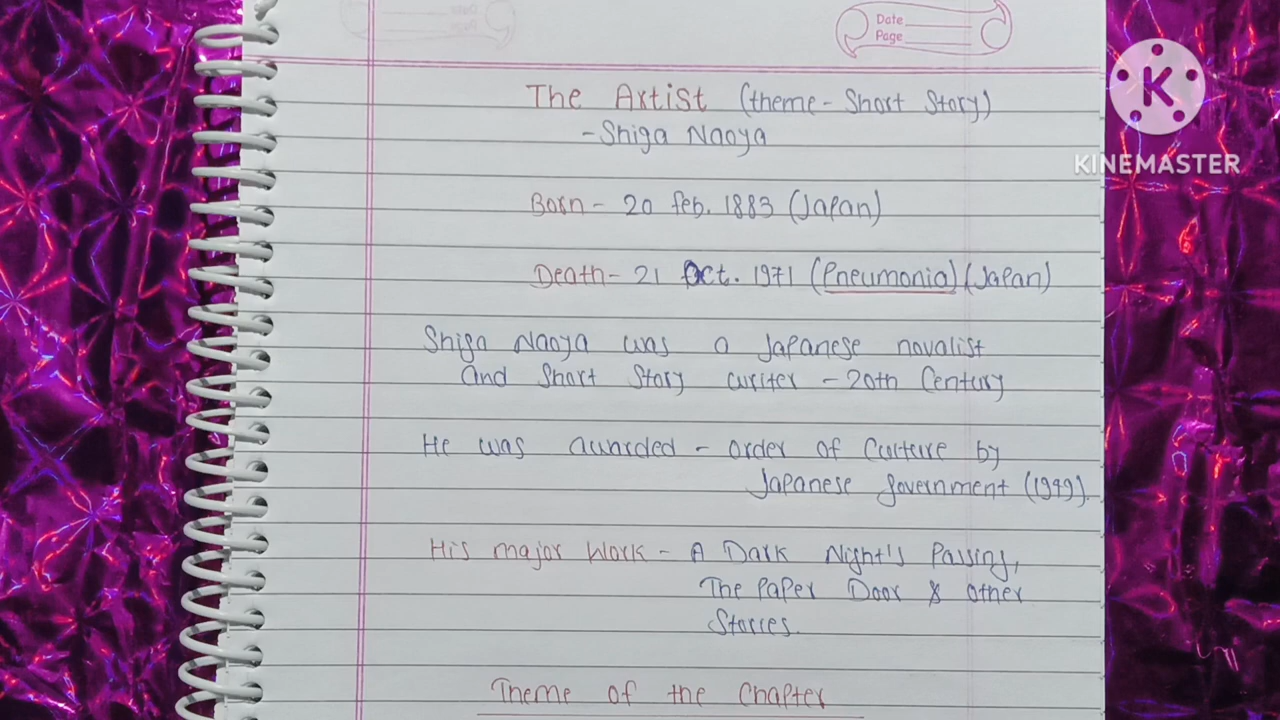 Date
Page
The Artist (theme - Short Story)
- Shiga Naoya
K
KINEMASTER
Born - 20 feb. 1883 (Japan)
Death - 21 Oct. 1971 (Pneumonia) (Japan)
Shiga Naoya was a Japanese novalist
and Short Story writer - 20th Century
He was awarded - order of Culture by
Japanese government (1949).
His major Work - A Dark Night's Passing,
The Paper Door & other
Stories.
Theme of the Chapter